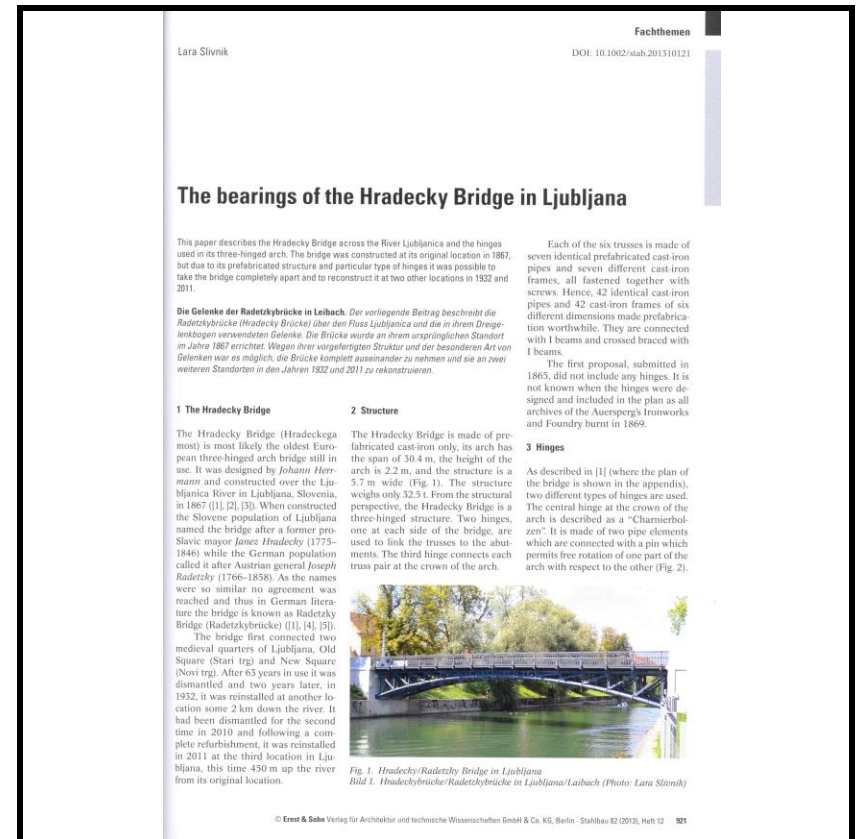 Fachthemen
Lara Slivnik
DOI: 10.1002/stab.201310121
The bearings of the Hradecky Bridge in Ljubljana
This paper describes the Hradecky Bridge across the River Ljubljanica and the hinges
used in its three-hinged arch. The bridge was constructed at its original location in 1867,
but due to its prefabricated structure and particular type of hinges it was possible to
take the bridge completely apart and to reconstruct it at two other locations in 1932 and
2011.
Die Gelenke der Radetzkybrücke in Leibach. Der vorliegende Beitrag beschreibt die
Radetzkybrücke (Hradecky Brücke) über den Fluss Ljubljanica und die in ihrem Dreige-
lenkbogen verwendeten Gelenke. Die Brücke wurde an ihrem ursprünglichen Standort
im Jahre 1867 errichtet. Wegen ihrer vorgefertigten Struktur und der besonderen Art von
Gelenken war es möglich, die Brücke komplett auseinander zu nehmen und sie an zwei
weiteren Standorten in den Jahren 1932 und 2011 zu rekonstruieren.
1 The Hradecky Bridge
The Hradecky Bridge (Hradeckega
most) is most likely the oldest Euro-
pean three-hinged arch bridge still in
use. It was designed by Johann Herr-
mann and constructed over the Lju-
bljanica River in Ljubljana, Slovenia,
in 1867 ([1], [2], [3]). When constructed
the Slovene population of Ljubljana
named the bridge after a former pro-
Slavic mayor Janez Hradecky (1775–
1846) while the German population
called it after Austrian general Joseph
Radetzky (1766–1858). As the names
were so similar no agreement was
reached and thus in German litera-
ture the bridge is known as Radetzky
Bridge (Radetzkybrücke) ([1], [4], [5]).
The bridge first connected two
medieval quarters of Ljubljana, Old
Square (Stari trg) and New Square
(Novi trg). After 63 years in use it was
dismantled and two years later, in
1932, it was reinstalled at another lo-
cation some 2 km down the river. It
had been dismantled for the second
time in 2010 and following a com-
plete refurbishment, it was reinstalled
in 2011 at the third location in Lju-
bljana, this time 450 m up the river
from its original location.
2 Structure
The Hradecky Bridge is made of pre-
fabricated cast-iron only, its arch has
the span of 30.4 m, the height of the
arch is 2.2 m, and the structure is a
5.7 m wide (Fig. 1). The structure
weighs only 32.5 t. From the structural
perspective, the Hradecky Bridge is a
three-hinged structure. Two hinges,
one at each side of the bridge, are
used to link the trusses to the abut-
ments. The third hinge connects each
truss pair at the crown of the arch.
Each of the six trusses is made of
seven identical prefabricated cast-iron
pipes and seven different cast-iron
frames, all fastened together with
screws. Hence, 42 identical cast-iron
pipes and 42 cast-iron frames of six
different dimensions made prefabrica-
tion worthwhile. They are connected
with I beams and crossed braced with
I beams.
The first proposal, submitted in
1865, did not include any hinges. It is
not known when the hinges were de-
signed and included in the plan as all
archives of the Auersperg's Ironworks
and Foundry burnt in 1869.
3 Hinges
As described in [1] (where the plan of
the bridge is shown in the appendix),
two different types of hinges are used.
The central hinge at the crown of the
arch is described as a “Charnierbol-
zen”. It is made of two pipe elements
which are connected with a pin which
permits free rotation of one part of the
arch with respect to the other (Fig. 2).
Fig. 1. Hradecky/Radetzky Bridge in Ljubljana
Bild 1. Hradeckybrücke/Radetzkybrücke in Ljubljana/Laibach (Photo: Lara Slivnik)
© Ernst & Sohn Verlag für Architektur und technische Wissenschaften GmbH & Co. KG, Berlin · Stahlbau 82 (2013), Heft 12 921